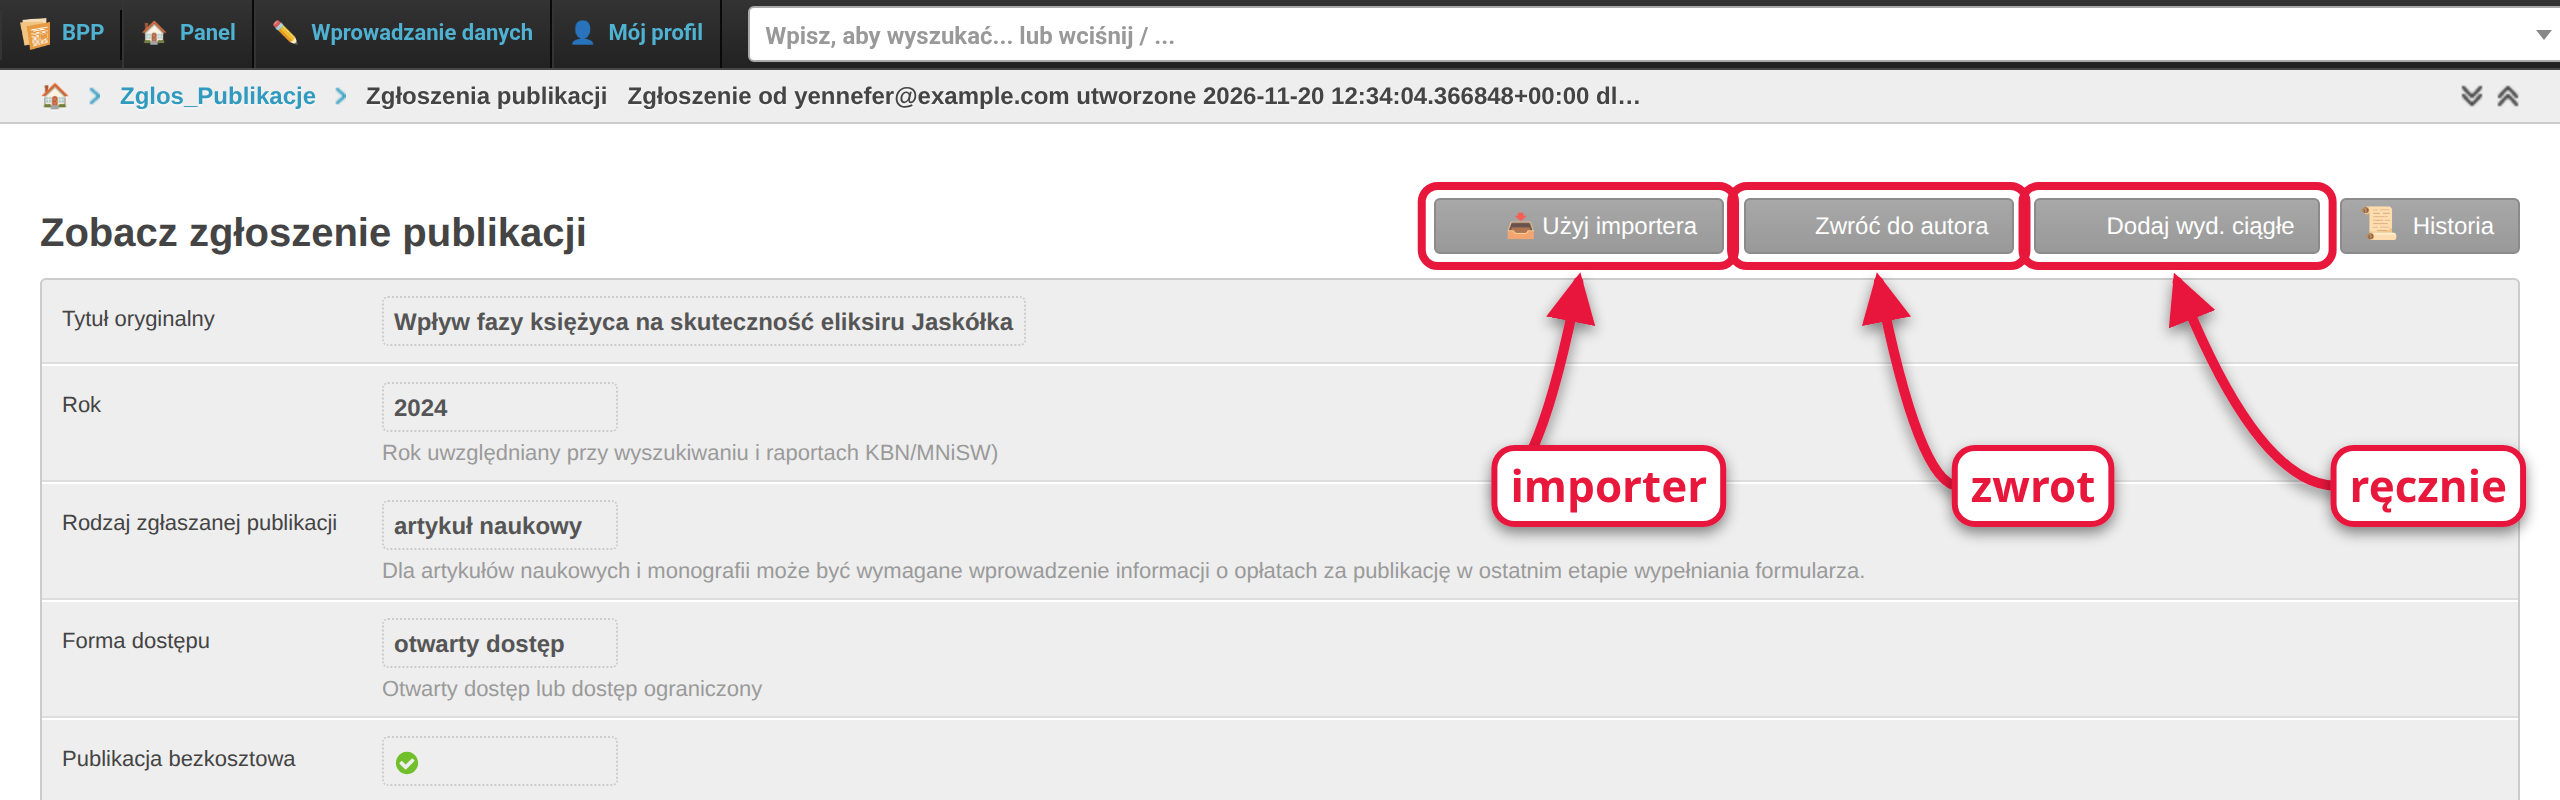 BPP Panel Wprowadzanie danych Mój profil Wpisz, aby wyszukać... lub wciśnij / ...
Zglos_Publikacje Zgłoszenia publikacji Zgłoszenie od yennefer@example.com utworzone 2026-11-20 12:34:04.366848+00:00 dl…
Zobacz zgłoszenie publikacji
Użyj importera Zwróć do autora Dodaj wyd. ciągłe Historia
Tytuł oryginalny Wpływ fazy księżyca na skuteczność eliksiru Jaskółka
Rok 2024
Rok uwzględniany przy wyszukiwaniu i raportach KBN/MNiSW)
importer zwrot ręcznie
Rodzaj zgłaszanej publikacji artykuł naukowy
Dla artykułów naukowych i monografii może być wymagane wprowadzenie informacji o opłatach za publikację w ostatnim etapie wypełniania formularza.
Forma dostępu otwarty dostęp
Otwarty dostęp lub dostęp ograniczony
Publikacja bezkosztowa